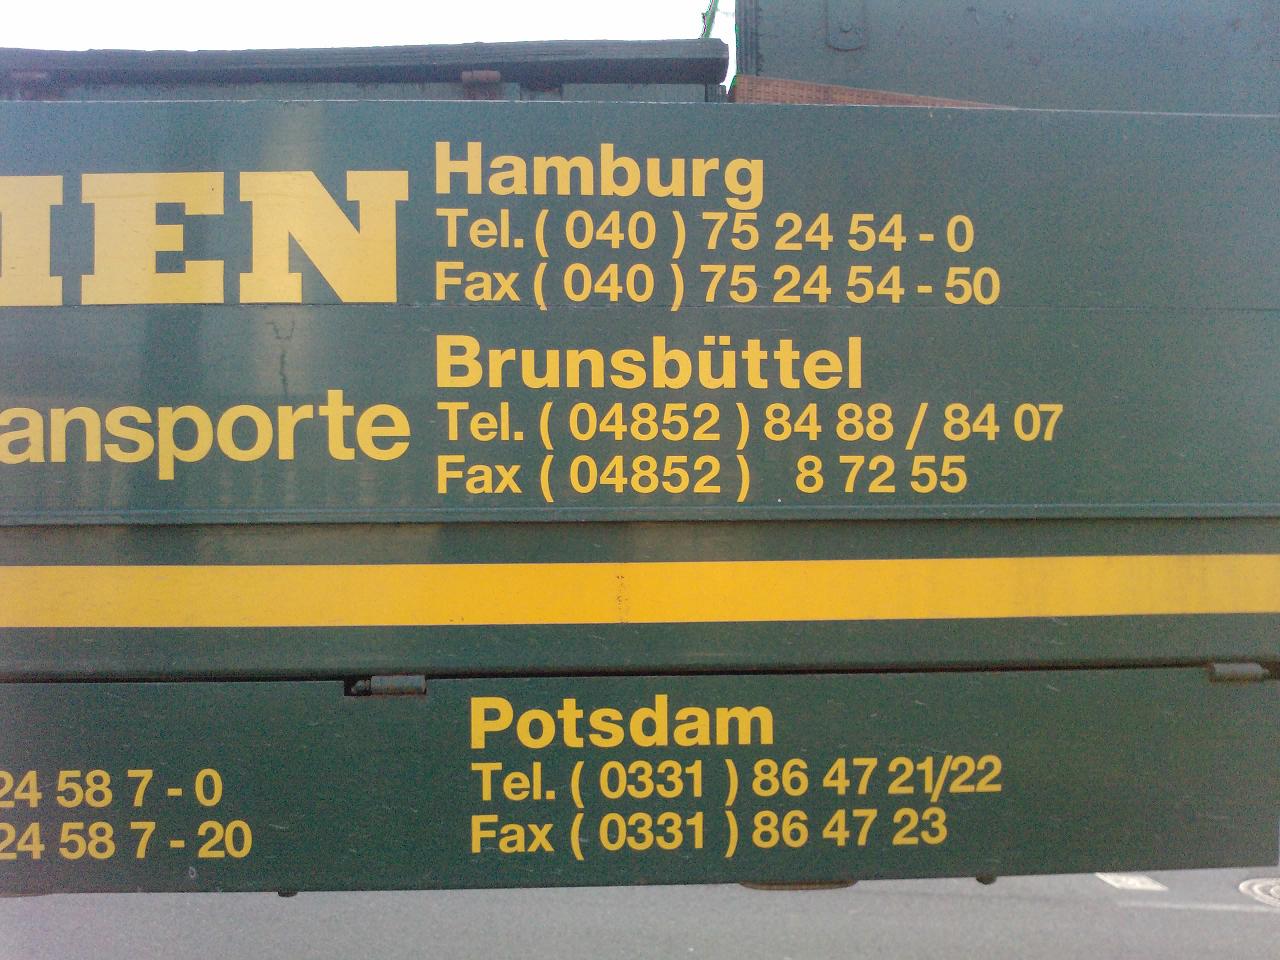 IEN
ansporte
Hamburg
Tel. ( 040 ) 75 24 54 - 0
Fax ( 040 ) 75 24 54 - 50
Brunsbüttel
Tel. ( 04852 ) 84 88 / 84 07
Fax ( 04852 ) 8 72 55
24 58 7 - 0
24 58 7 - 20
Potsdam
Tel. ( 0331 ) 86 47 21/22
Fax ( 0331 ) 86 47 23